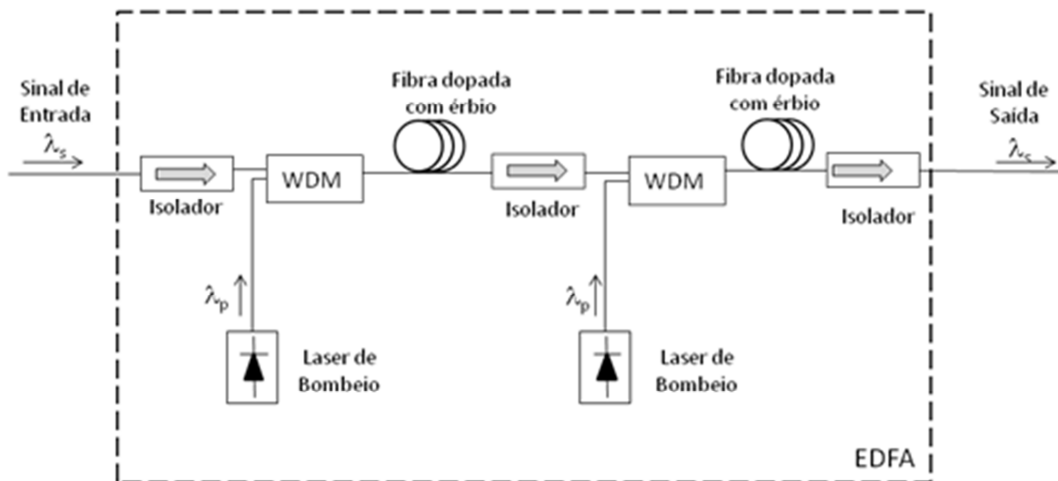 Sinal de
Entrada
λs
Isolador
WDM
Fibra dopada
com érbio
Isolador
WDM
Fibra dopada
com érbio
Isolador
Sinal de
Saída
λs
λp
Laser de
Bombeio
λp
Laser de
Bombeio
EDFA